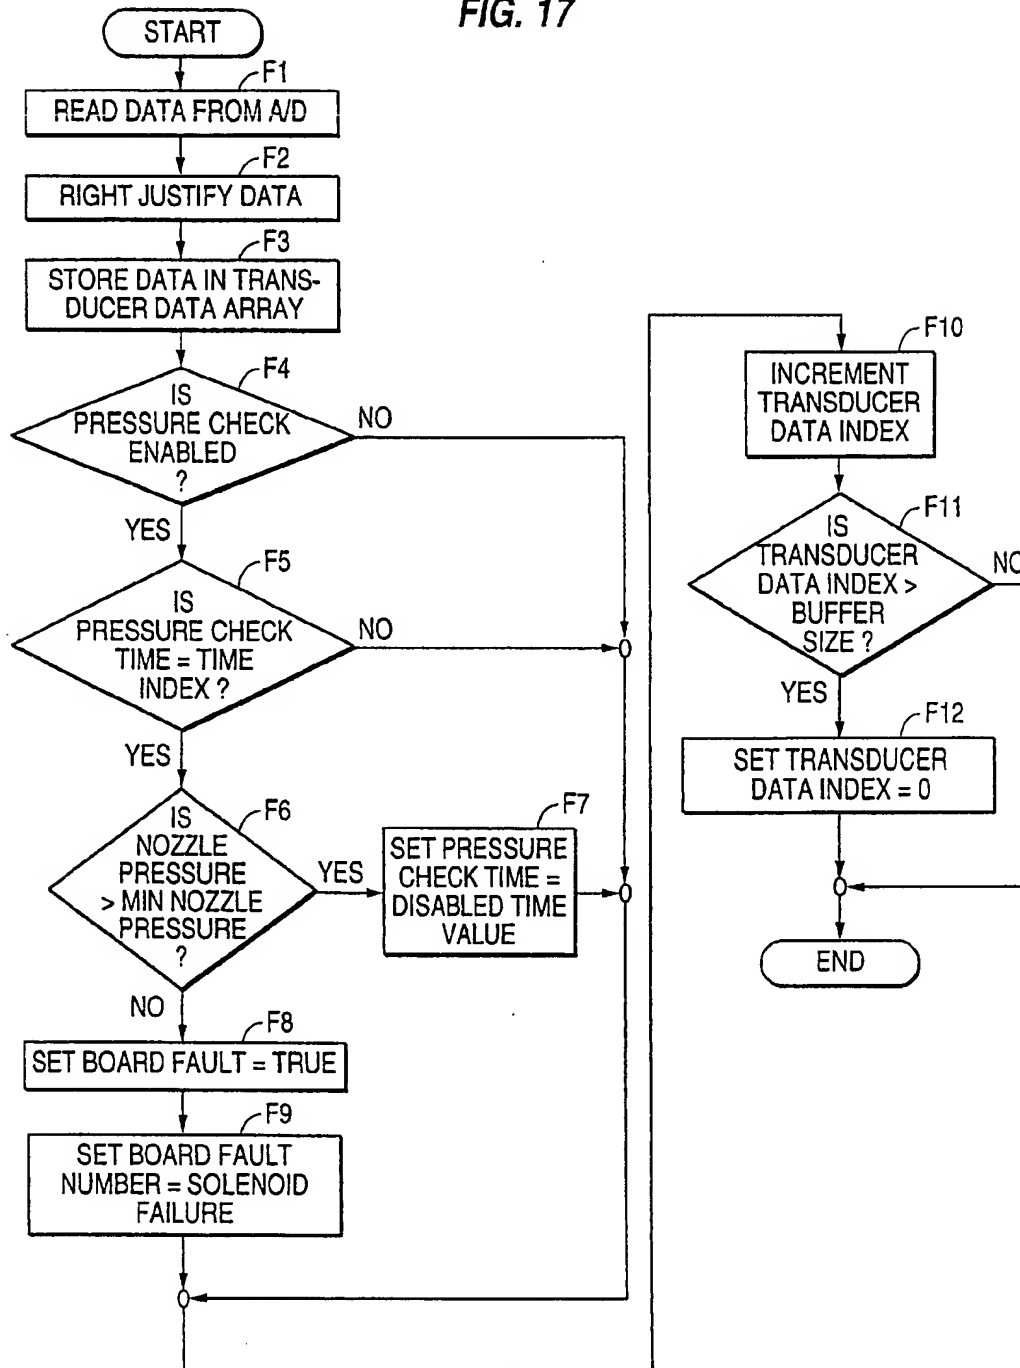 FIG. 17
START
F1
READ DATA FROM A/D
F2
RIGHT JUSTIFY DATA
F3
STORE DATA IN TRANS-
DUCER DATA ARRAY
F4
IS
PRESSURE CHECK
ENABLED
?
NO
YES
F5
IS
PRESSURE CHECK
TIME = TIME
INDEX ?
NO
YES
F6
IS
NOZZLE
PRESSURE
> MIN NOZZLE
PRESSURE
?
YES
F7
SET PRESSURE
CHECK TIME =
DISABLED TIME
VALUE
NO
F8
SET BOARD FAULT = TRUE
F9
SET BOARD FAULT
NUMBER = SOLENOID
FAILURE
F10
INCREMENT
TRANSDUCER
DATA INDEX
F11
IS
TRANSDUCER
DATA INDEX >
BUFFER
SIZE ?
NO
YES
F12
SET TRANSDUCER
DATA INDEX = 0
END